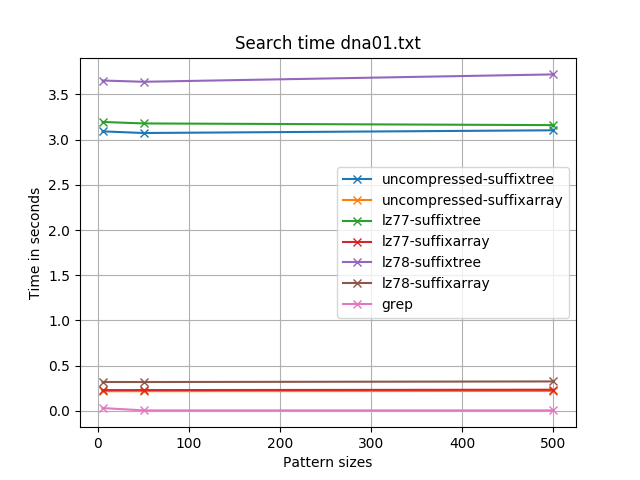 Search time dna01.txt
Time in seconds
3.5
3.0
2.5
2.0
1.5
1.0
0.5
0.0
uncompressed-suffixtree
uncompressed-suffixarray
lz77-suffixtree
lz77-suffixarray
lz78-suffixtree
lz78-suffixarray
grep
0 100 200 300 400 500
Pattern sizes